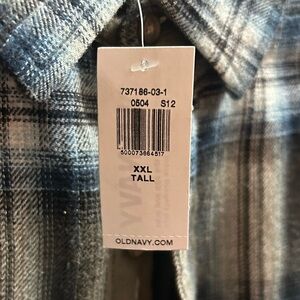 737186-03-1
0504 S12
500073664517
XXL
TALL
OLDNAVY.COM